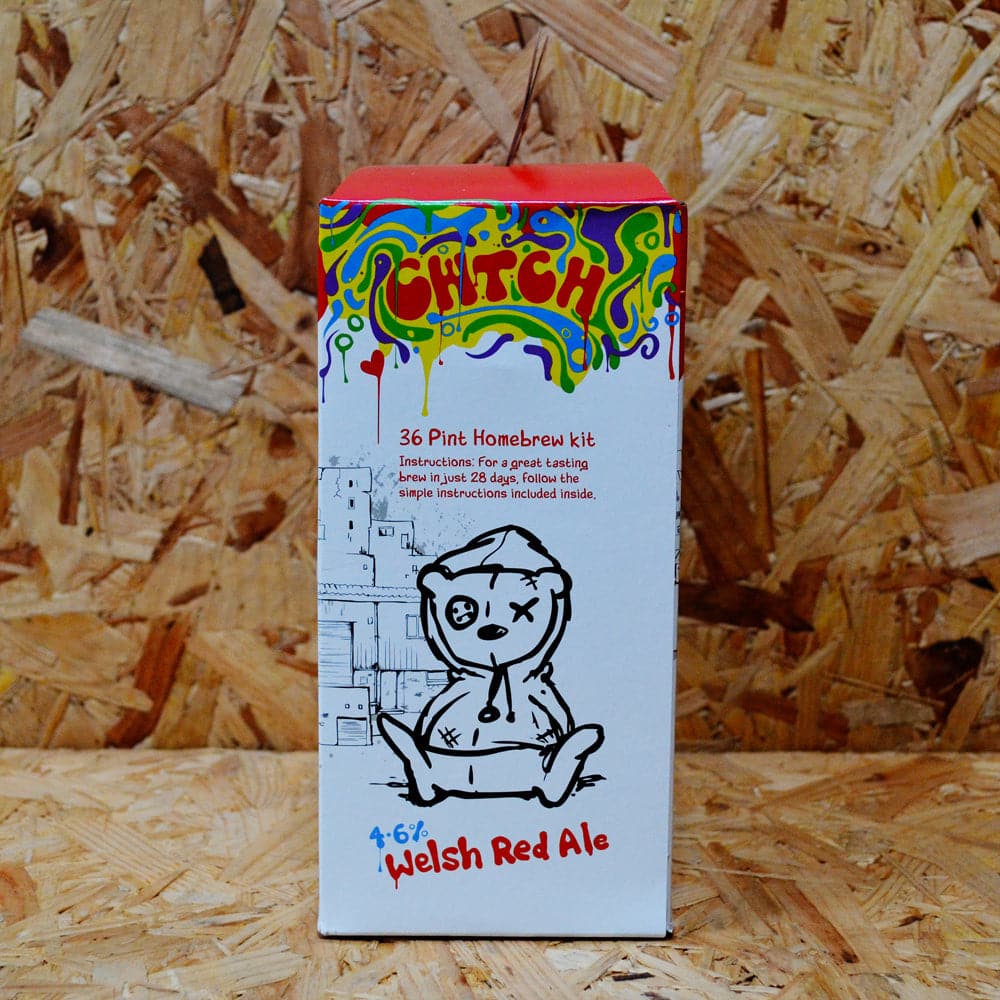 CWTCH
36 Pint Homebrew kit
Instructions: For a great tasting
brew in just 28 days, follow the
simple instructions included inside.
4.6%
Welsh Red Ale